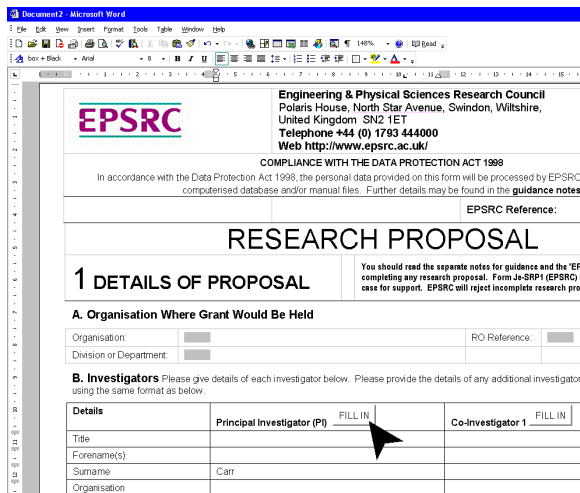 Document2 - Microsoft Word
File Edit View Insert Format Tools Table Window Help
148% Read
box + Black Arial 8 B I U
EPSRC
Engineering & Physical Sciences Research Council
Polaris House, North Star Avenue, Swindon, Wiltshire,
United Kingdom SN2 1ET
Telephone +44 (0) 1793 444000
Web http://www.epsrc.ac.uk/
COMPLIANCE WITH THE DATA PROTECTION ACT 1998
In accordance with the Data Protection Act 1998, the personal data provided on this form will be processed by EPSRC
computerised database and/or manual files. Further details may be found in the guidance notes
EPSRC Reference:
RESEARCH PROPOSAL
1 DETAILS OF PROPOSAL
You should read the separate notes for guidance and the 'EP
completing any research proposal. Form Je-SRP1 (EPSRC)
case for support. EPSRC will reject incomplete research pro
A. Organisation Where Grant Would Be Held
Organisation: RO Reference:
Division or Department:
B. Investigators Please give details of each investigator below. Please provide the details of any additional investigator
using the same format as below.
Details Principal Investigator (PI) FILL IN Co-Investigator 1 FILL IN
Title
Forename(s)
Surname Carr
Organisation